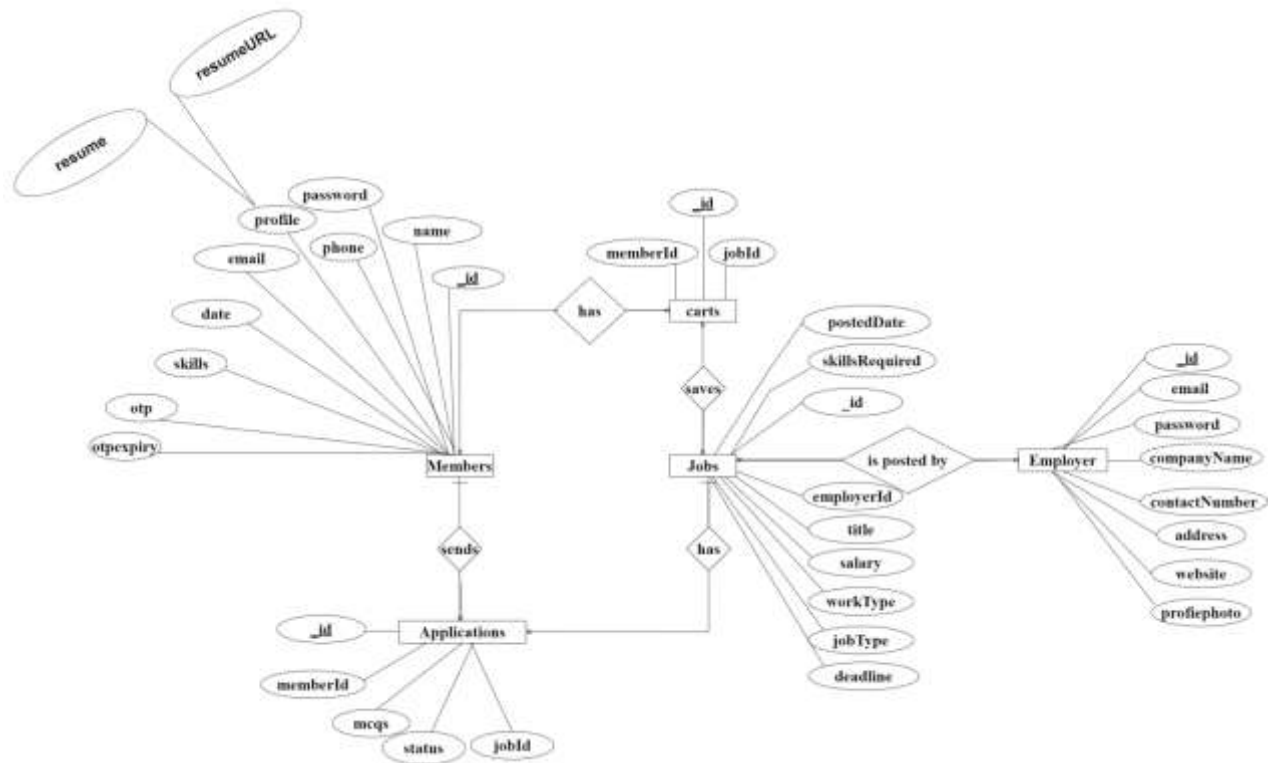 resumeURL
resume
password
profile
name
phone
email
_id
date
skills
otp
otpexpiry
Members
has
_id
memberId
jobId
carts
saves
postedDate
skillsRequired
_id
Jobs
is posted by
Employer
_id
email
password
companyName
contactNumber
address
website
profiephoto
employerId
title
salary
workType
jobType
deadline
sends
has
Applications
_id
memberId
mcqs
status
jobId